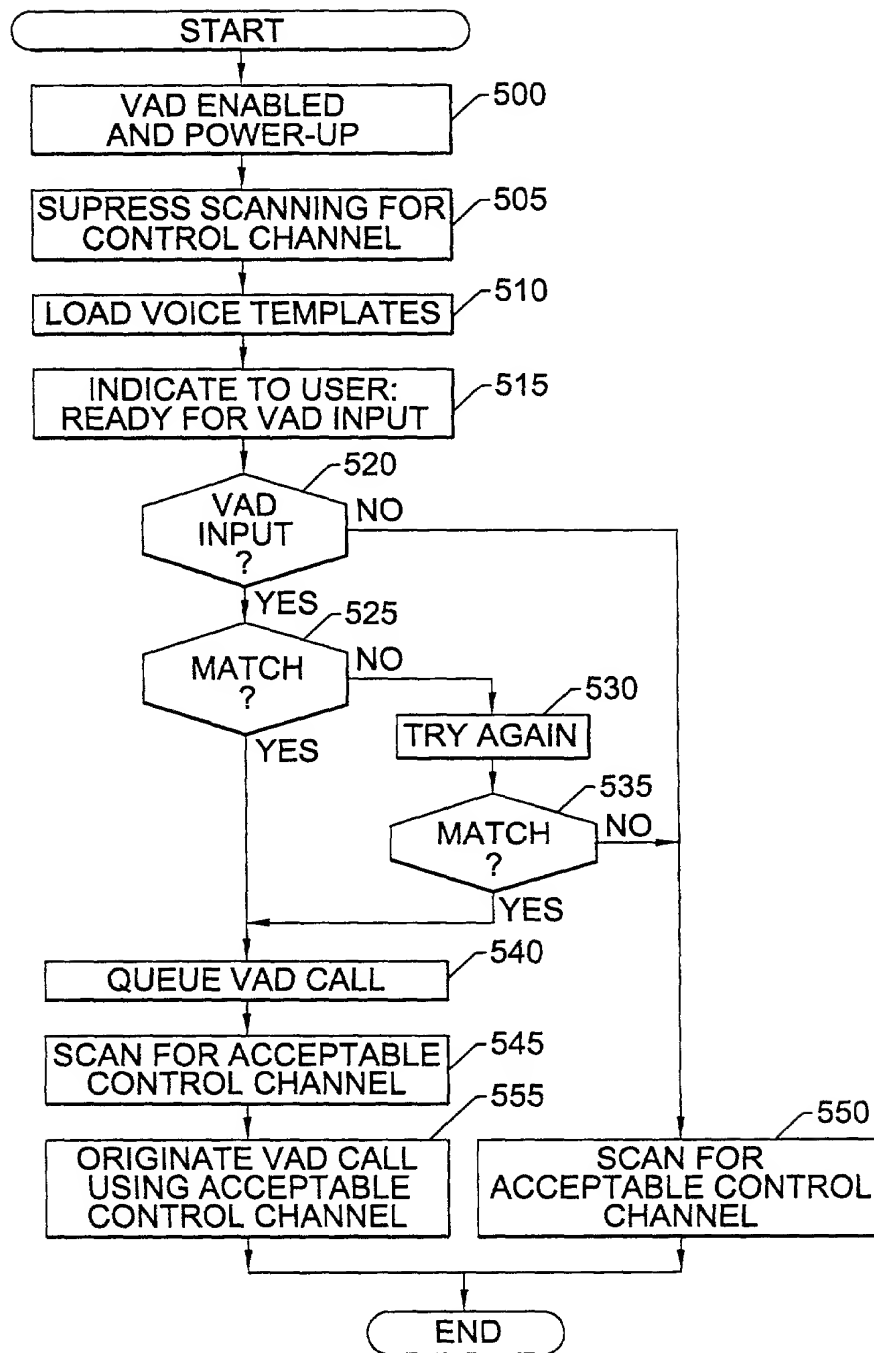 START
VAD ENABLED
AND POWER-UP
500
SUPRESS SCANNING FOR
CONTROL CHANNEL
505
LOAD VOICE TEMPLATES
510
INDICATE TO USER:
READY FOR VAD INPUT
515
520
VAD
INPUT
?
NO
YES
525
MATCH
?
NO
YES
530
TRY AGAIN
535
MATCH
?
NO
YES
540
QUEUE VAD CALL
SCAN FOR ACCEPTABLE
CONTROL CHANNEL
545
555
ORIGINATE VAD CALL
USING ACCEPTABLE
CONTROL CHANNEL
550
SCAN FOR
ACCEPTABLE CONTROL
CHANNEL
END